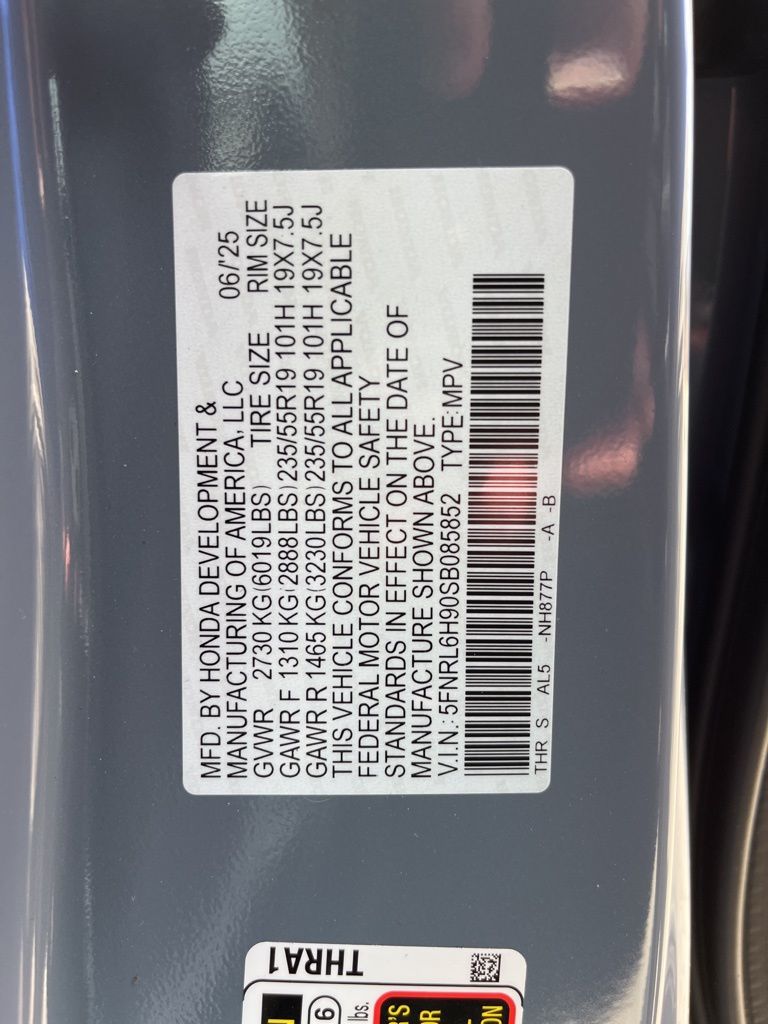 MFD. BY HONDA DEVELOPMENT &
MANUFACTURING OF AMERICA, LLC 06/'25
GVWR 2730 KG(6019LBS) TIRE SIZE RIM SIZE
GAWR F 1310 KG(2888LBS)235/55R19 101H 19X7.5J
GAWR R 1465 KG(3230LBS)235/55R19 101H 19X7.5J
THIS VEHICLE CONFORMS TO ALL APPLICABLE
FEDERAL MOTOR VEHICLE SAFETY
STANDARDS IN EFFECT ON THE DATE OF
MANUFACTURE SHOWN ABOVE.
V.I.N.: 5FNRL6H90SB085852 TYPE:MPV
THR S AL5 -NH877P -A -B
THRA1
6
lbs.